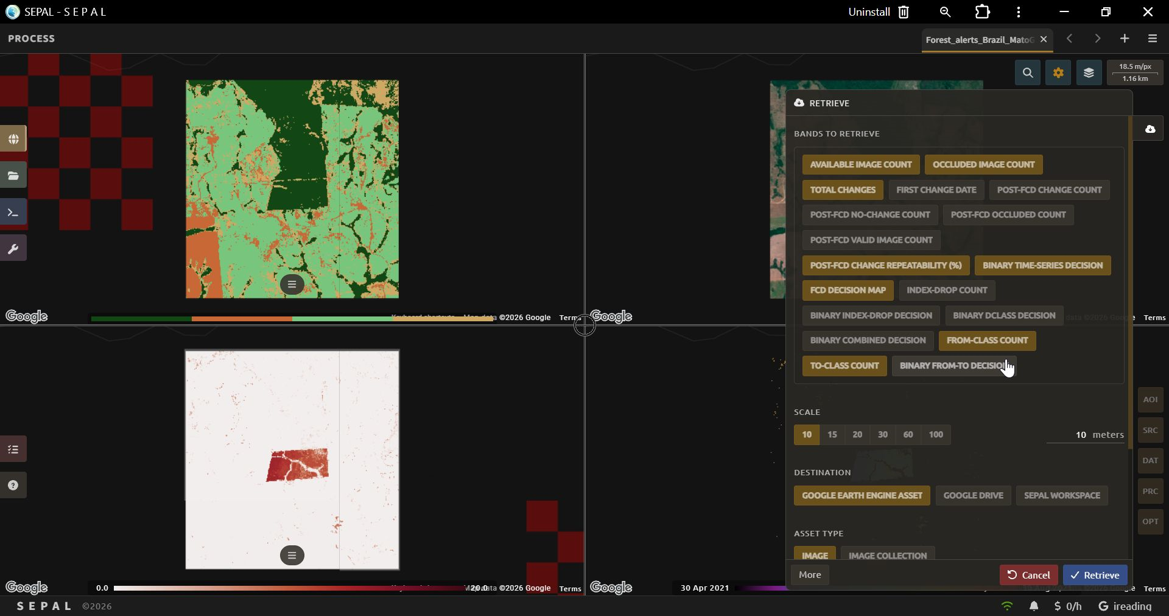 SEPAL - S E P A L
Uninstall
PROCESS
Forest_alerts_Brazil_Mato
18.5 m/px
1.16 km
RETRIEVE
BANDS TO RETRIEVE
AVAILABLE IMAGE COUNT OCCLUDED IMAGE COUNT
TOTAL CHANGES FIRST CHANGE DATE POST-FCD CHANGE COUNT
POST-FCD NO-CHANGE COUNT POST-FCD OCCLUDED COUNT
POST-FCD VALID IMAGE COUNT
POST-FCD CHANGE REPEATABILITY (%) BINARY TIME-SERIES DECISION
FCD DECISION MAP INDEX-DROP COUNT
BINARY INDEX-DROP DECISION BINARY DCLASS DECISION
BINARY COMBINED DECISION FROM-CLASS COUNT
TO-CLASS COUNT BINARY FROM-TO DECISION
SCALE
10 15 20 30 60 100 10 meters
DESTINATION
GOOGLE EARTH ENGINE ASSET GOOGLE DRIVE SEPAL WORKSPACE
ASSET TYPE
IMAGE IMAGE COLLECTION
More Cancel Retrieve
AOI
SRC
DAT
PRC
OPT
Google Keyboard shortcuts Map data ©2026 Google Terms
Google Terms
Google 0.0 20.0 ©2026 Google Terms
Google 30 Apr 2021 Terms
S E P A L ©2026 $ 0/h ireading